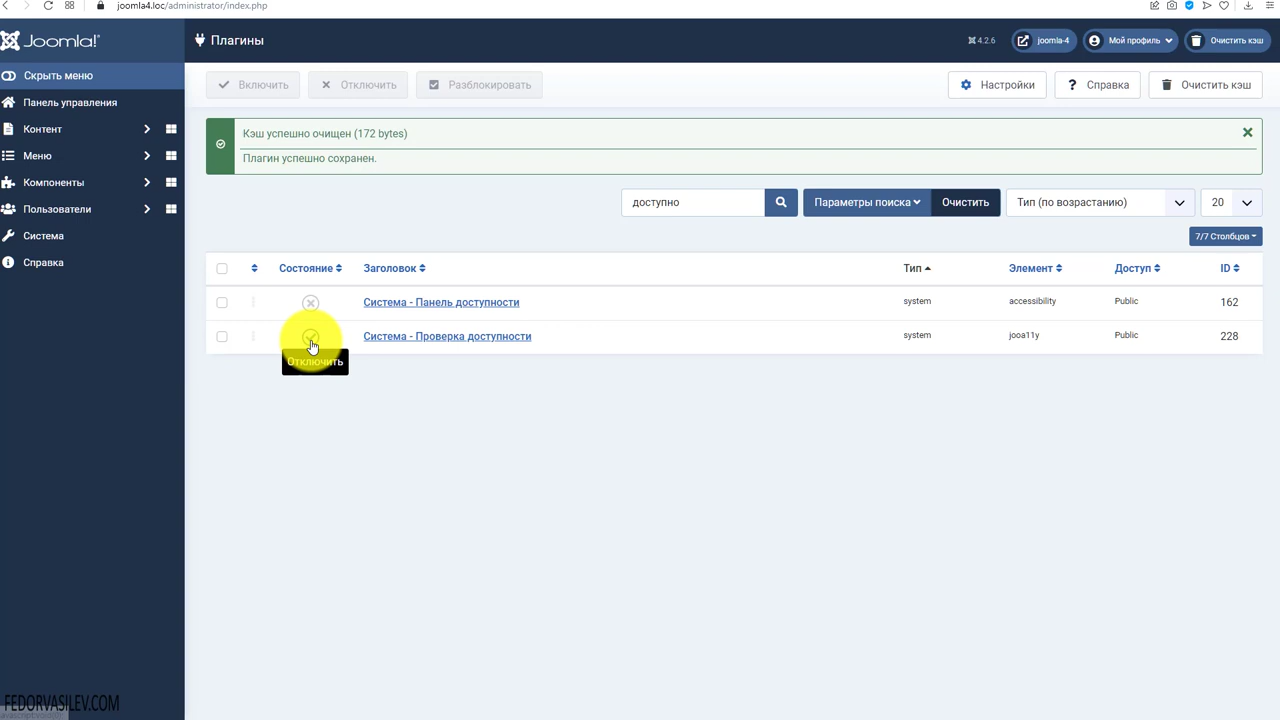 joomla4.loc/administrator/index.php
Joomla!
Плагины
4.2.6
joomla-4
Мой профиль
Очистить кэш
Скрыть меню
Панель управления
Контент
Меню
Компоненты
Пользователи
Система
Справка
Включить
Отключить
Разблокировать
Настройки
Справка
Очистить кэш
Кэш успешно очищен (172 bytes)
Плагин успешно сохранен.
доступно
Параметры поиска
Очистить
Тип (по возрастанию)
20
7/7 Столбцов
Состояние
Заголовок
Тип
Элемент
Доступ
ID
Система - Панель доступности
system
accessibility
Public
162
Система - Проверка доступности
system
jooa11y
Public
228
Отключить
FEDORVASILEV.COM
javascript:void(0)